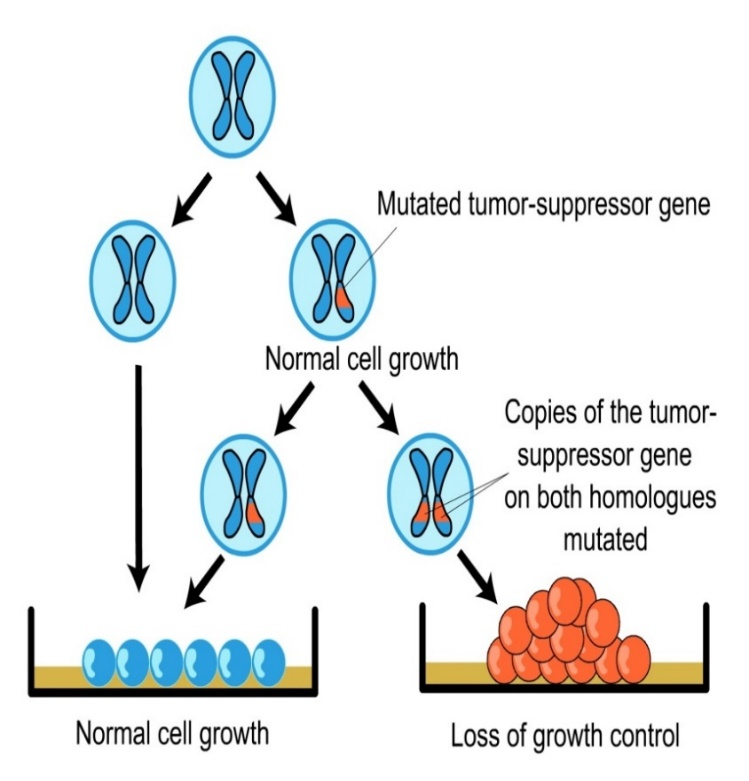 Mutated tumor-suppressor gene
Normal cell growth
Copies of the tumor-
suppressor gene
on both homologues
mutated
Normal cell growth
Loss of growth control